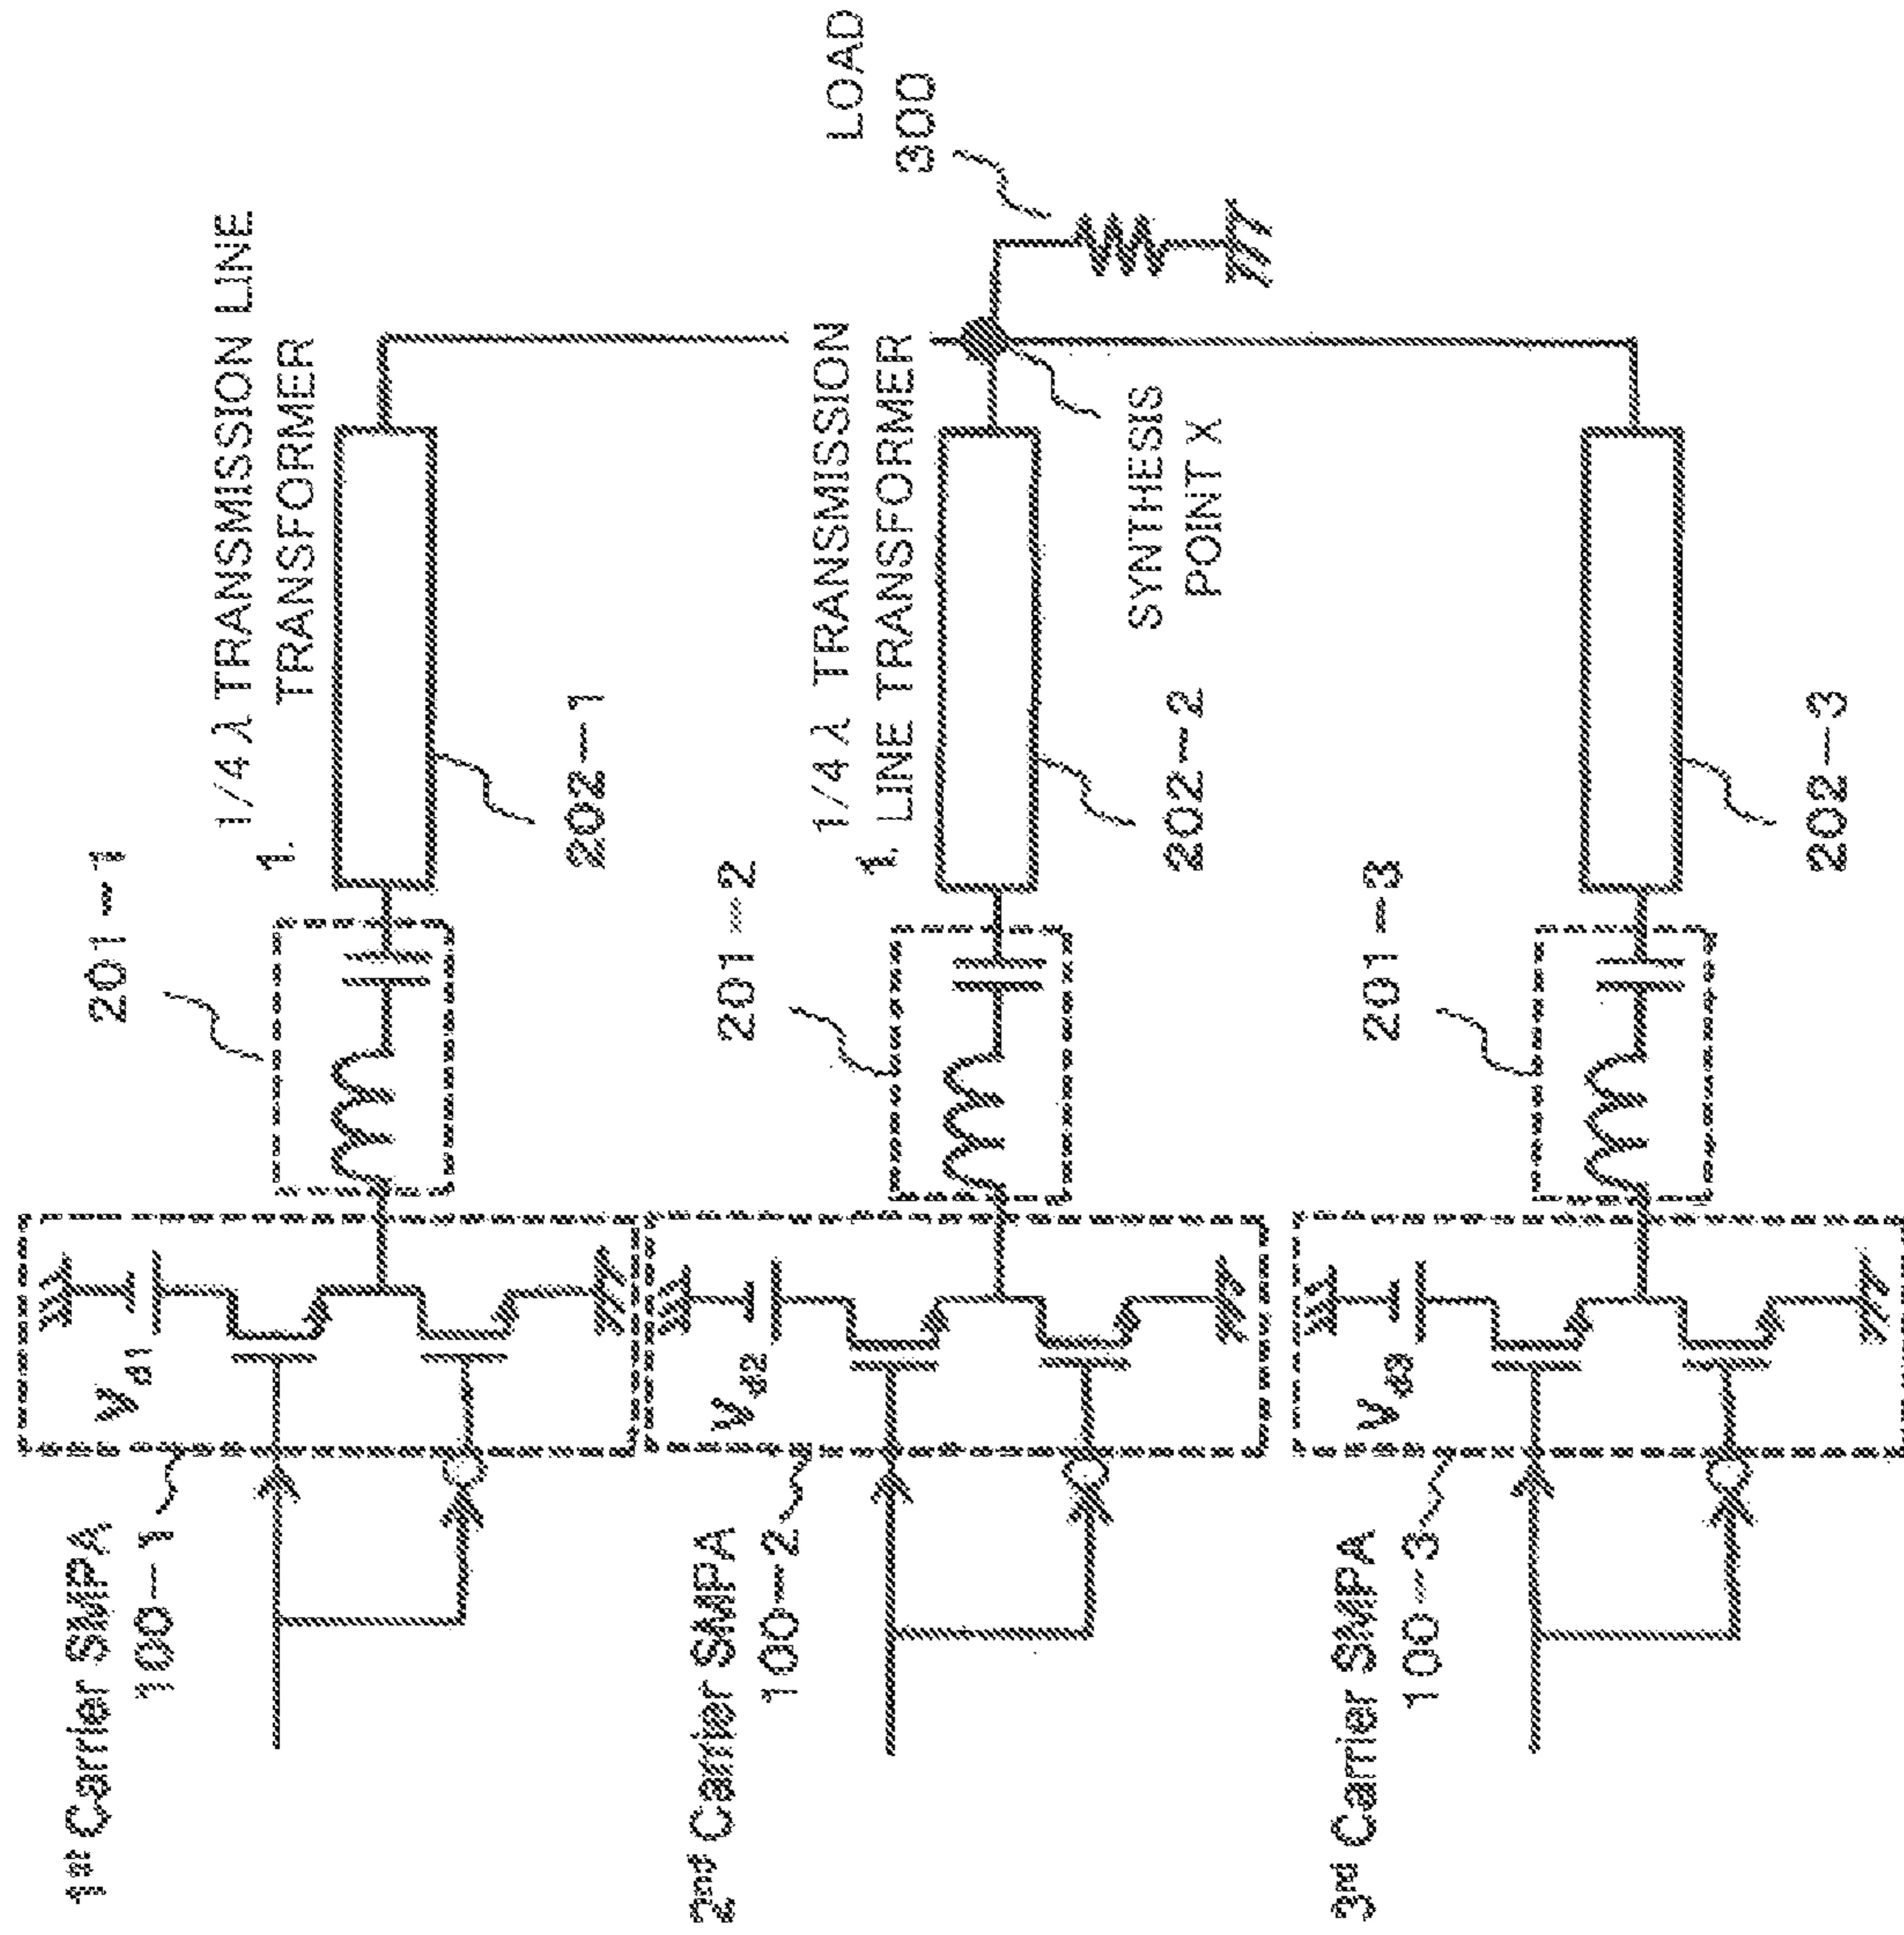 1st Carrier SMPA
100-1
Vd1
201-1
1.
1/4 λ TRANSMISSION LINE
TRANSFORMER
202-1
2nd Carrier SMPA
100-2
Vd2
201-2
1.
1/4 λ TRANSMISSION
LINE TRANSFORMER
202-2
SYNTHESIS
POINT X
LOAD
300
3rd Carrier SMPA
100-3
Vd3
201-3
202-3